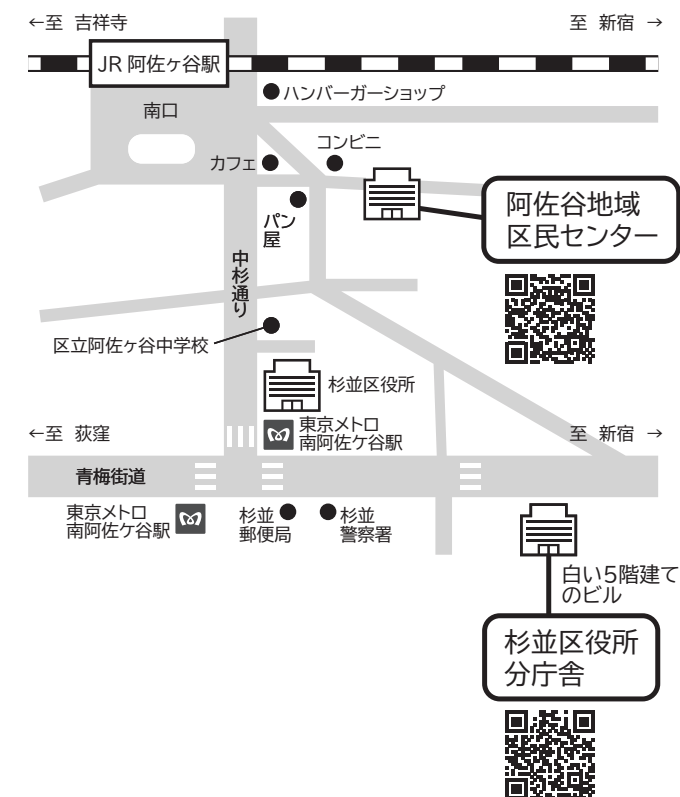 ←至 吉祥寺
至 新宿 →
JR 阿佐ヶ谷駅
ハンバーガーショップ
南口
コンビニ
カフェ
パン
屋
阿佐谷地域
区民センター
中杉通り
区立阿佐ヶ谷中学校
杉並区役所
東京メトロ
南阿佐ケ谷駅
←至 荻窪
至 新宿 →
青梅街道
東京メトロ
南阿佐ケ谷駅
杉並
郵便局
杉並
警察署
白い5階建て
のビル
杉並区役所
分庁舎